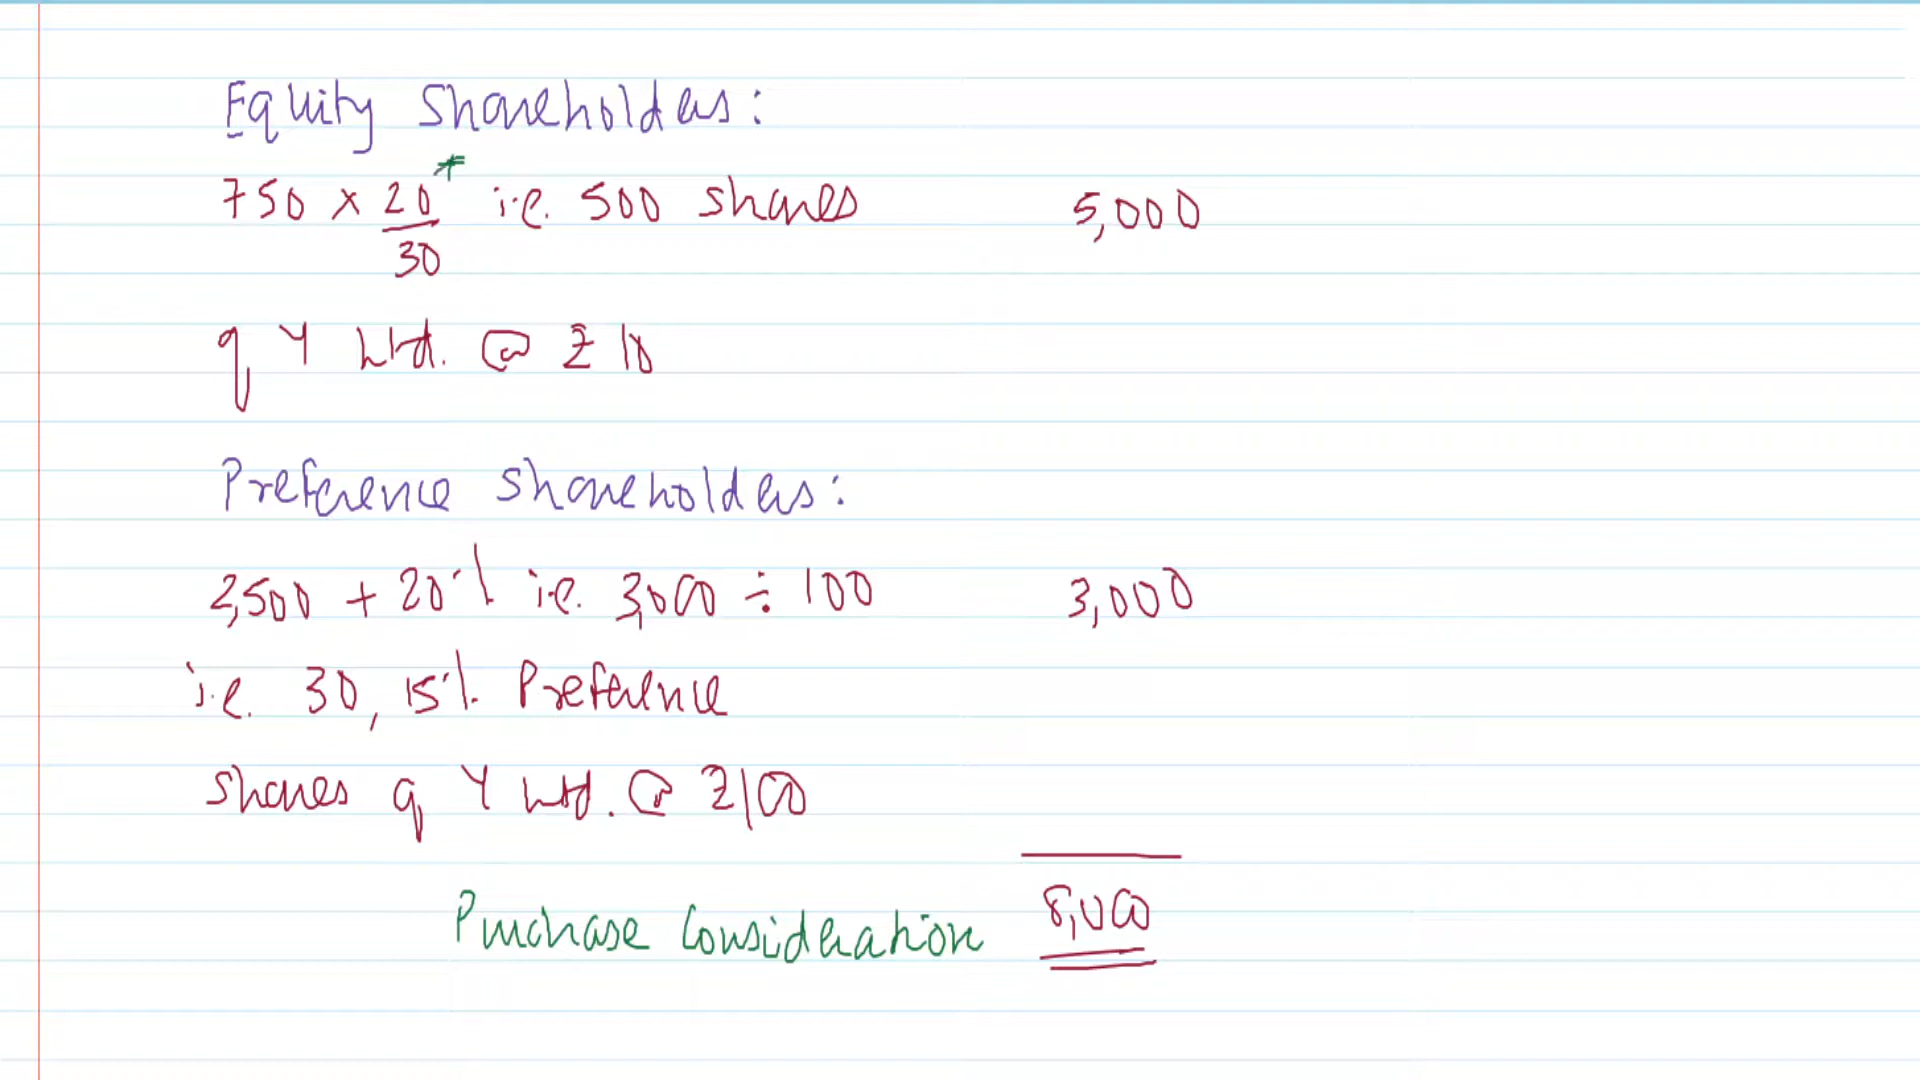 Equity Shareholders:
750 × 20* i.e. 500 shares 5,000
30
of Y Ltd. @ ₹ 10
Preference Shareholders:
2,500 + 20% i.e. 3,000 ÷ 100 3,000
i.e. 30, 15% Preference
shares of Y Ltd. @ ₹100
Purchase Consideration 8,000